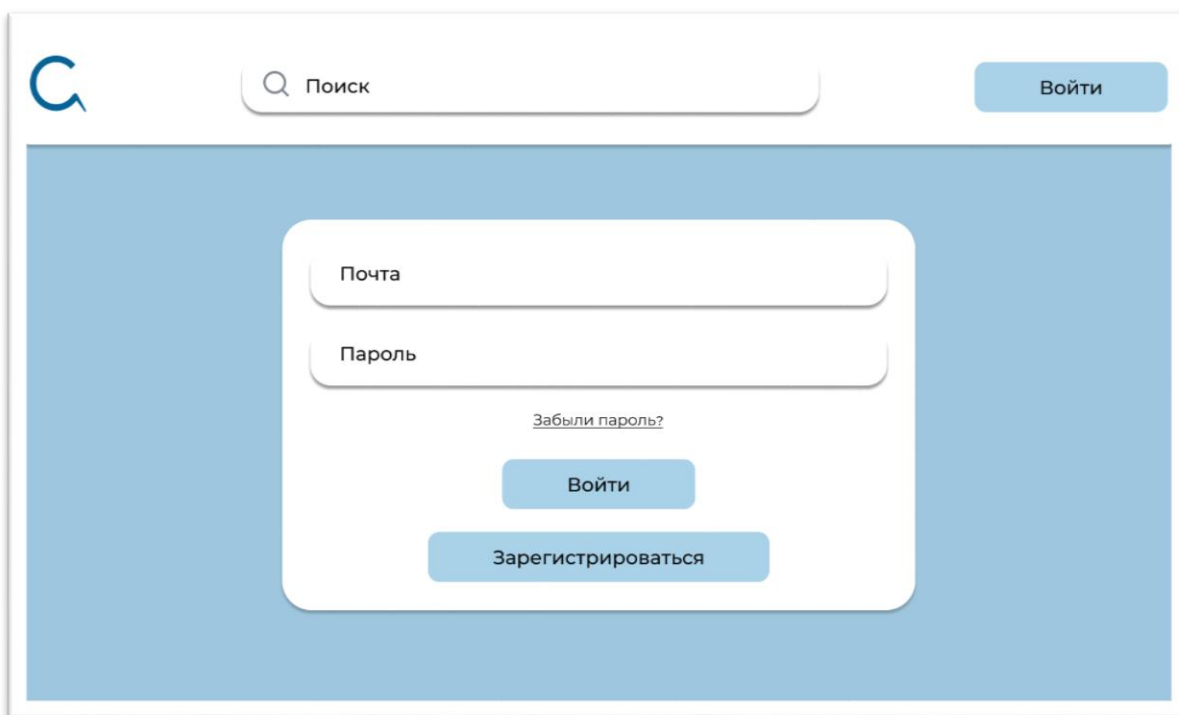 Поиск
Войти
Почта
Пароль
Забыли пароль?
Войти
Зарегистрироваться